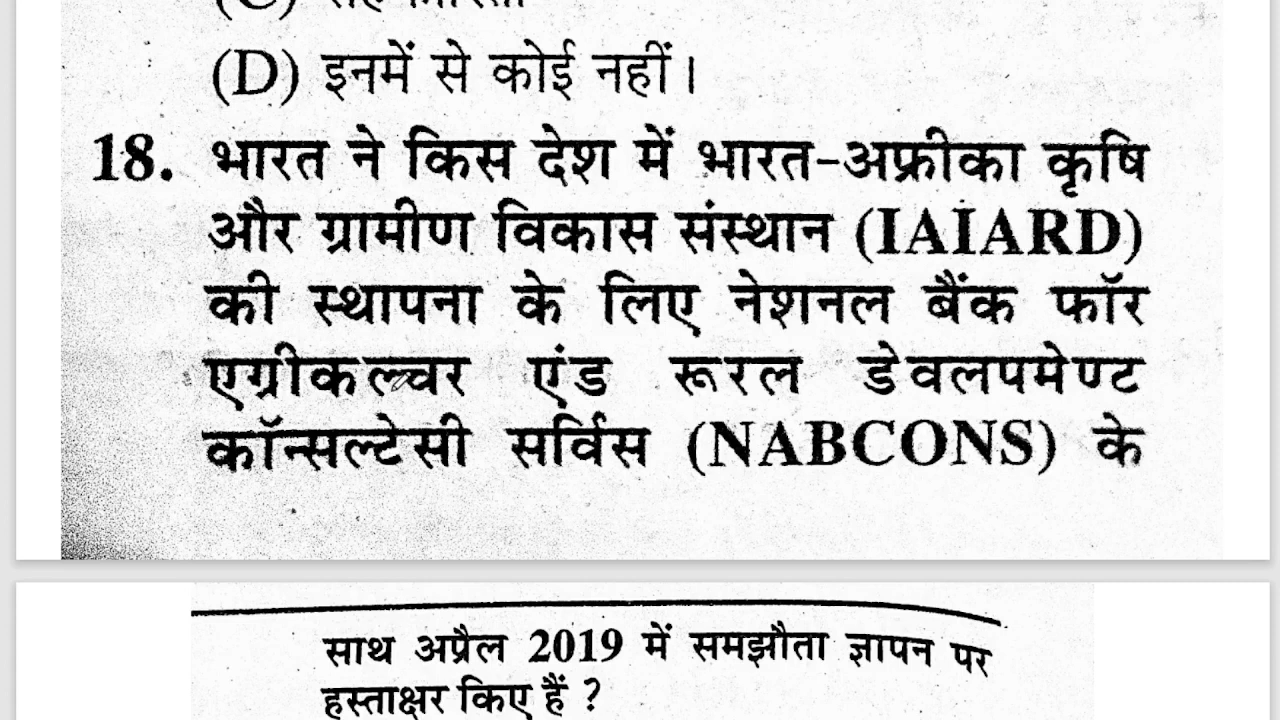 (D) इनमें से कोई नहीं।
18. भारत ने किस देश में भारत-अफ्रीका कृषि
और ग्रामीण विकास संस्थान (IAIARD)
की स्थापना के लिए नेशनल बैंक फॉर
एग्रीकल्चर एंड रूरल डेवलपमेण्ट
कॉन्सल्टेसी सर्विस (NABCONS) के
साथ अप्रैल 2019 में समझौता ज्ञापन पर
हस्ताक्षर किए हैं ?